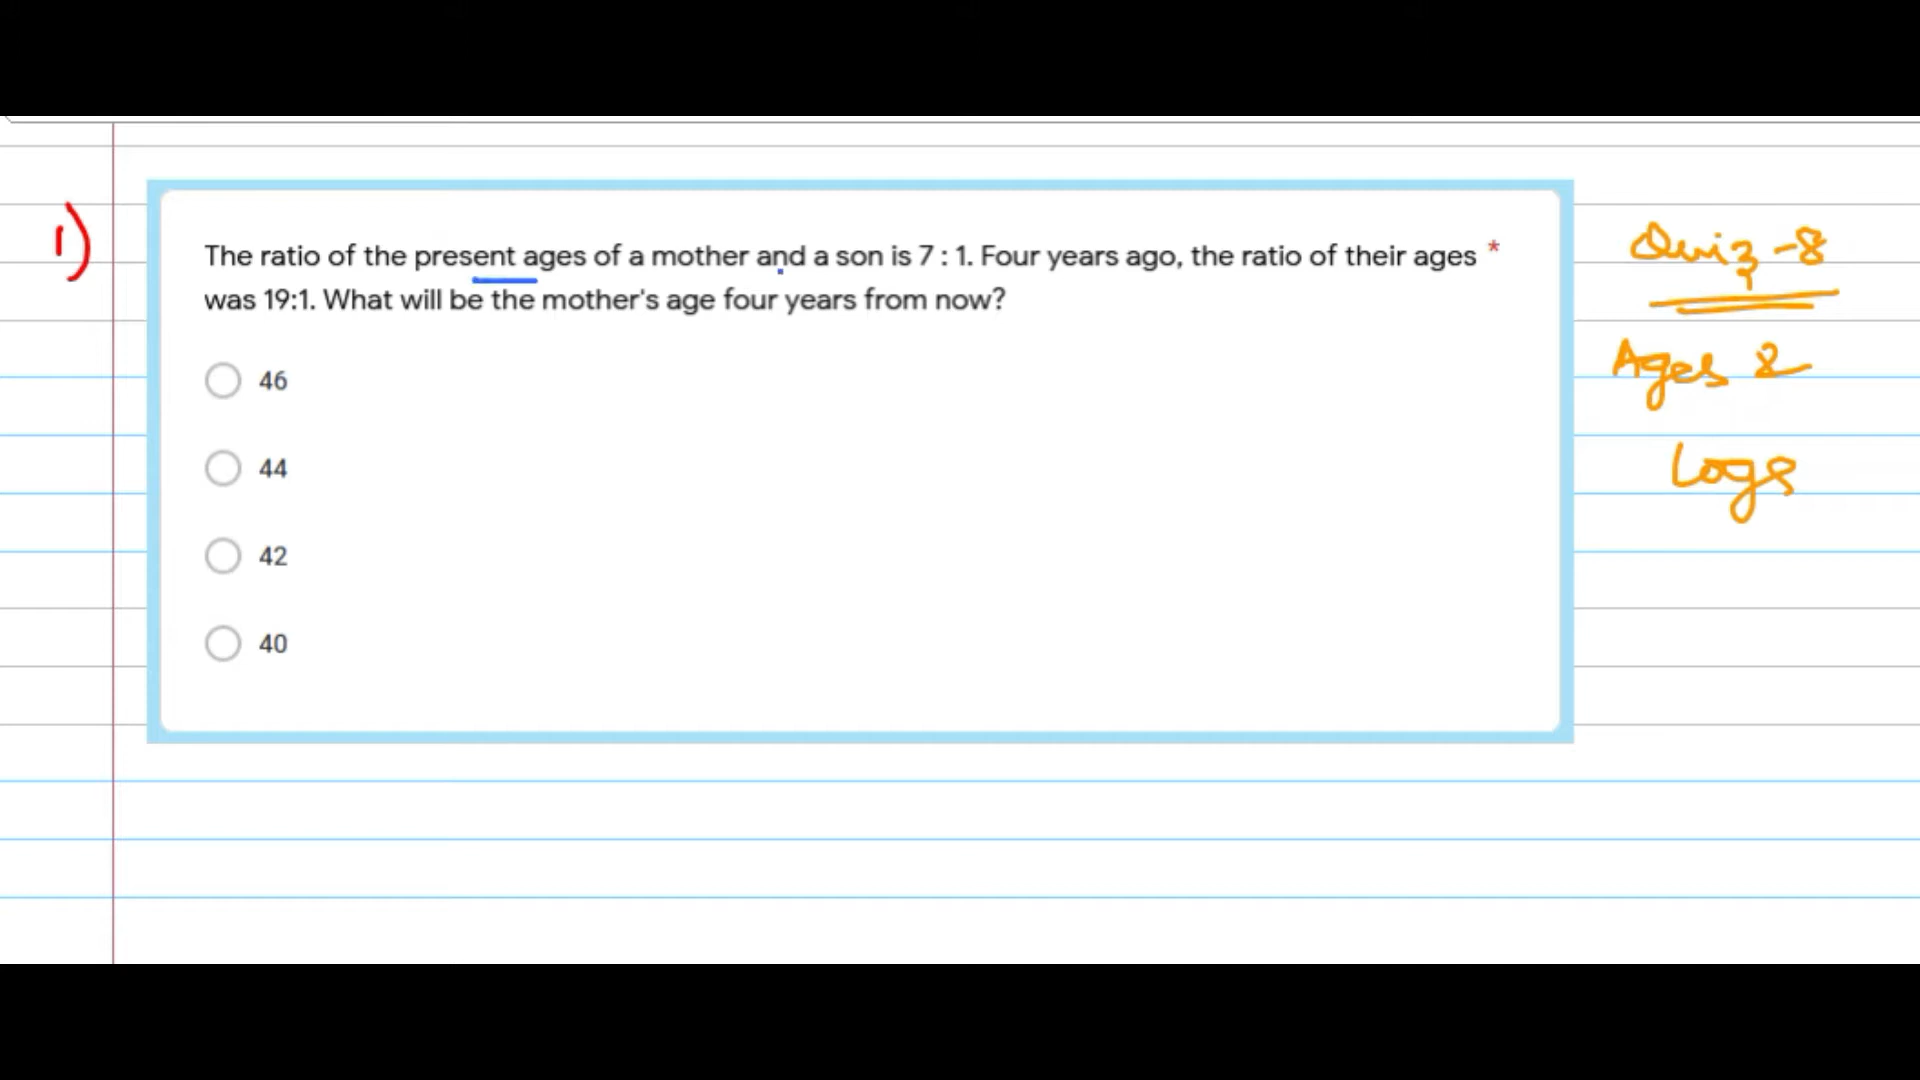 1)
The ratio of the present ages of a mother and a son is 7 : 1. Four years ago, the ratio of their ages *
was 19:1. What will be the mother's age four years from now?
46
44
42
40
Quiz-8
Ages &
Logs